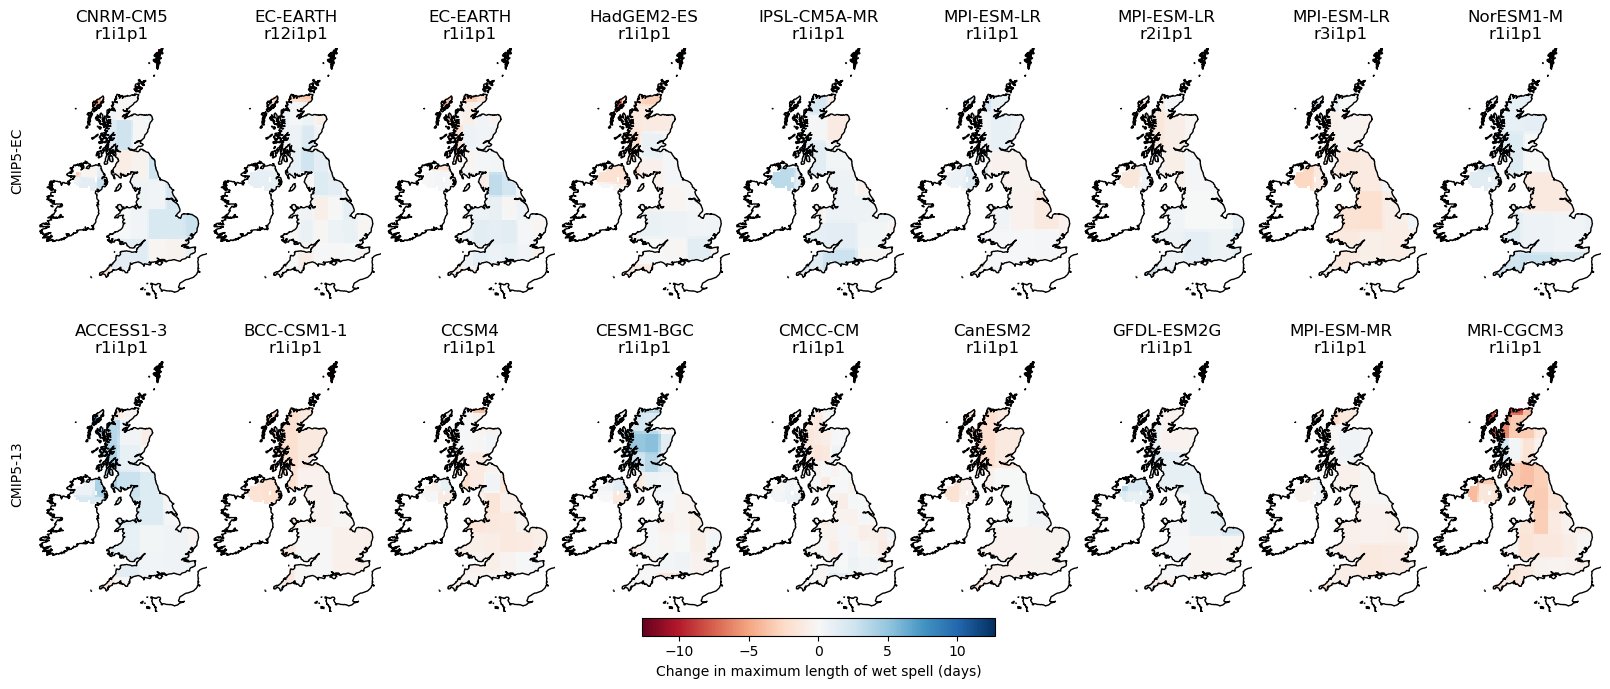 CNRM-CM5
r1i1p1
EC-EARTH
r12i1p1
EC-EARTH
r1i1p1
HadGEM2-ES
r1i1p1
IPSL-CM5A-MR
r1i1p1
MPI-ESM-LR
r1i1p1
MPI-ESM-LR
r2i1p1
MPI-ESM-LR
r3i1p1
NorESM1-M
r1i1p1
CMIP5-EC
ACCESS1-3
r1i1p1
BCC-CSM1-1
r1i1p1
CCSM4
r1i1p1
CESM1-BGC
r1i1p1
CMCC-CM
r1i1p1
CanESM2
r1i1p1
GFDL-ESM2G
r1i1p1
MPI-ESM-MR
r1i1p1
MRI-CGCM3
r1i1p1
CMIP5-13
−10 −5 0 5 10
Change in maximum length of wet spell (days)